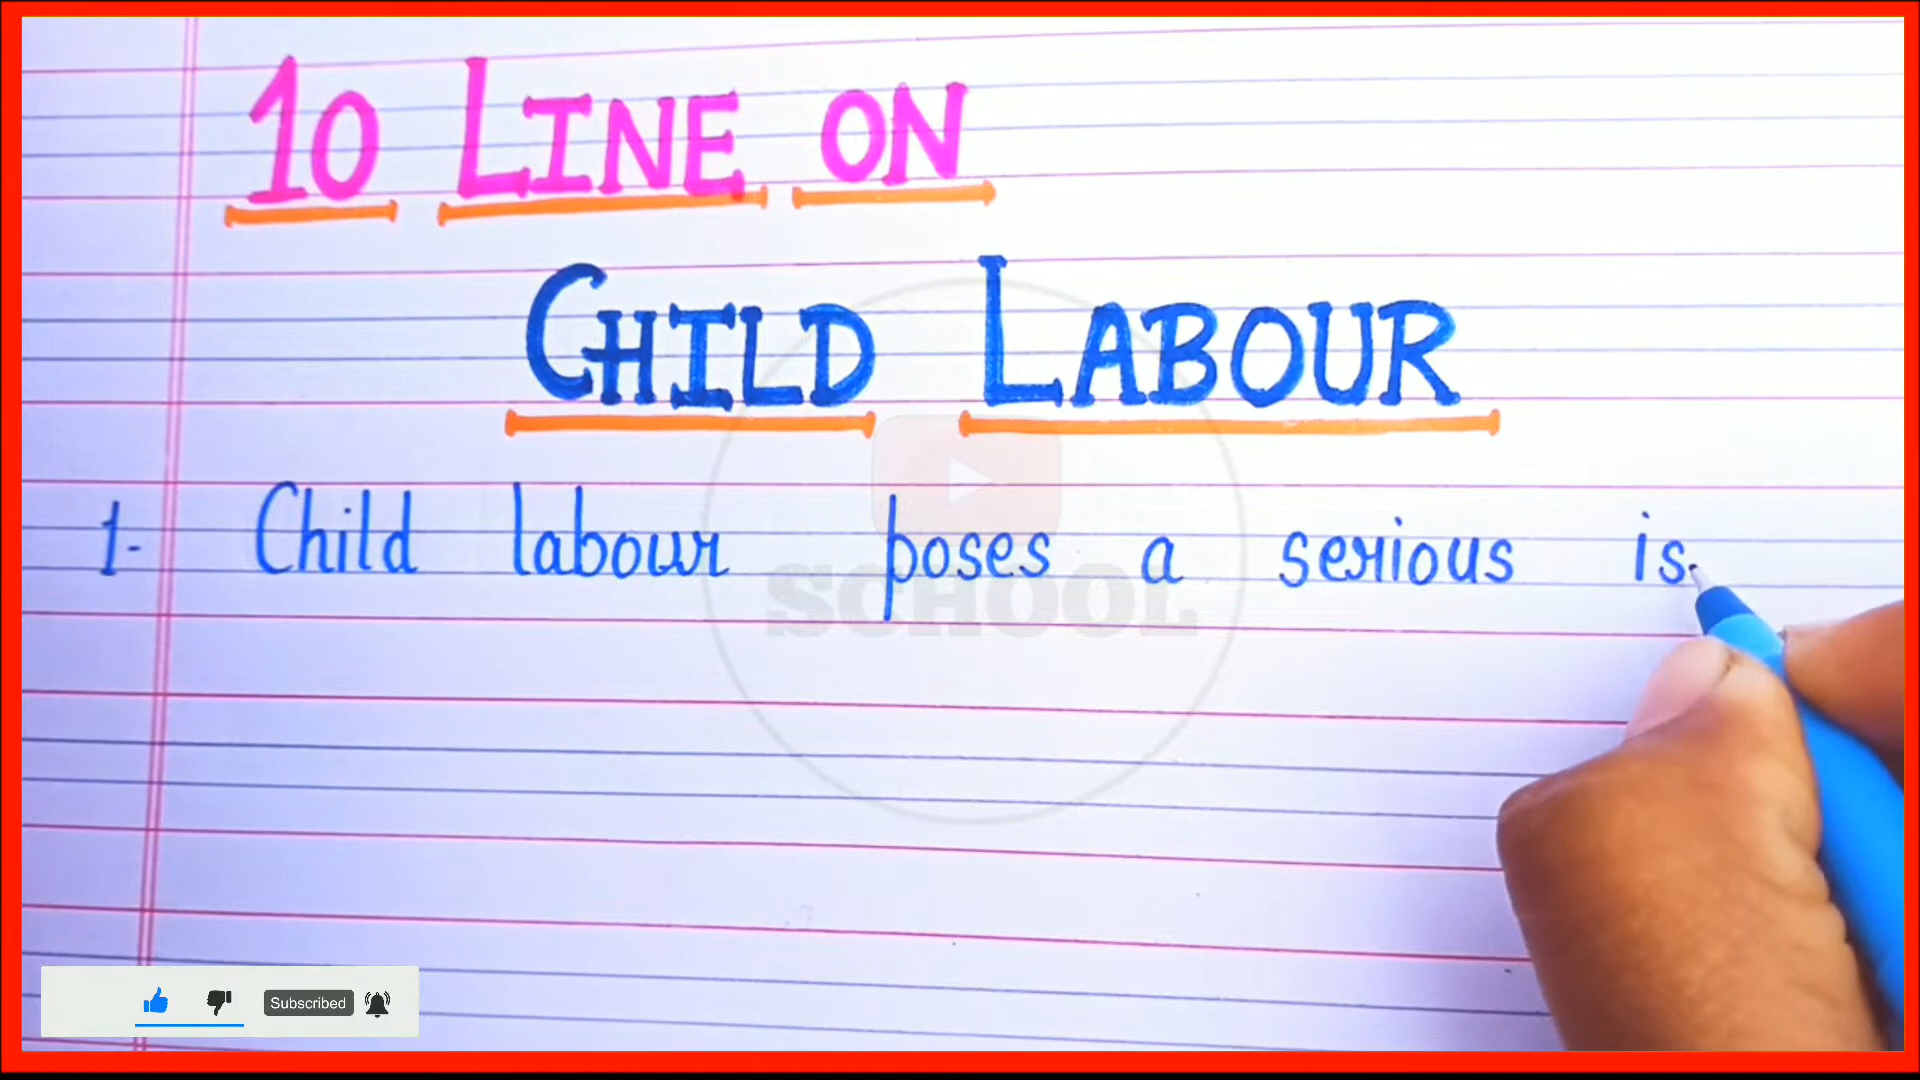 10 LINE ON
CHILD LABOUR
1- Child labour poses a serious is
SCHOOL
Subscribed